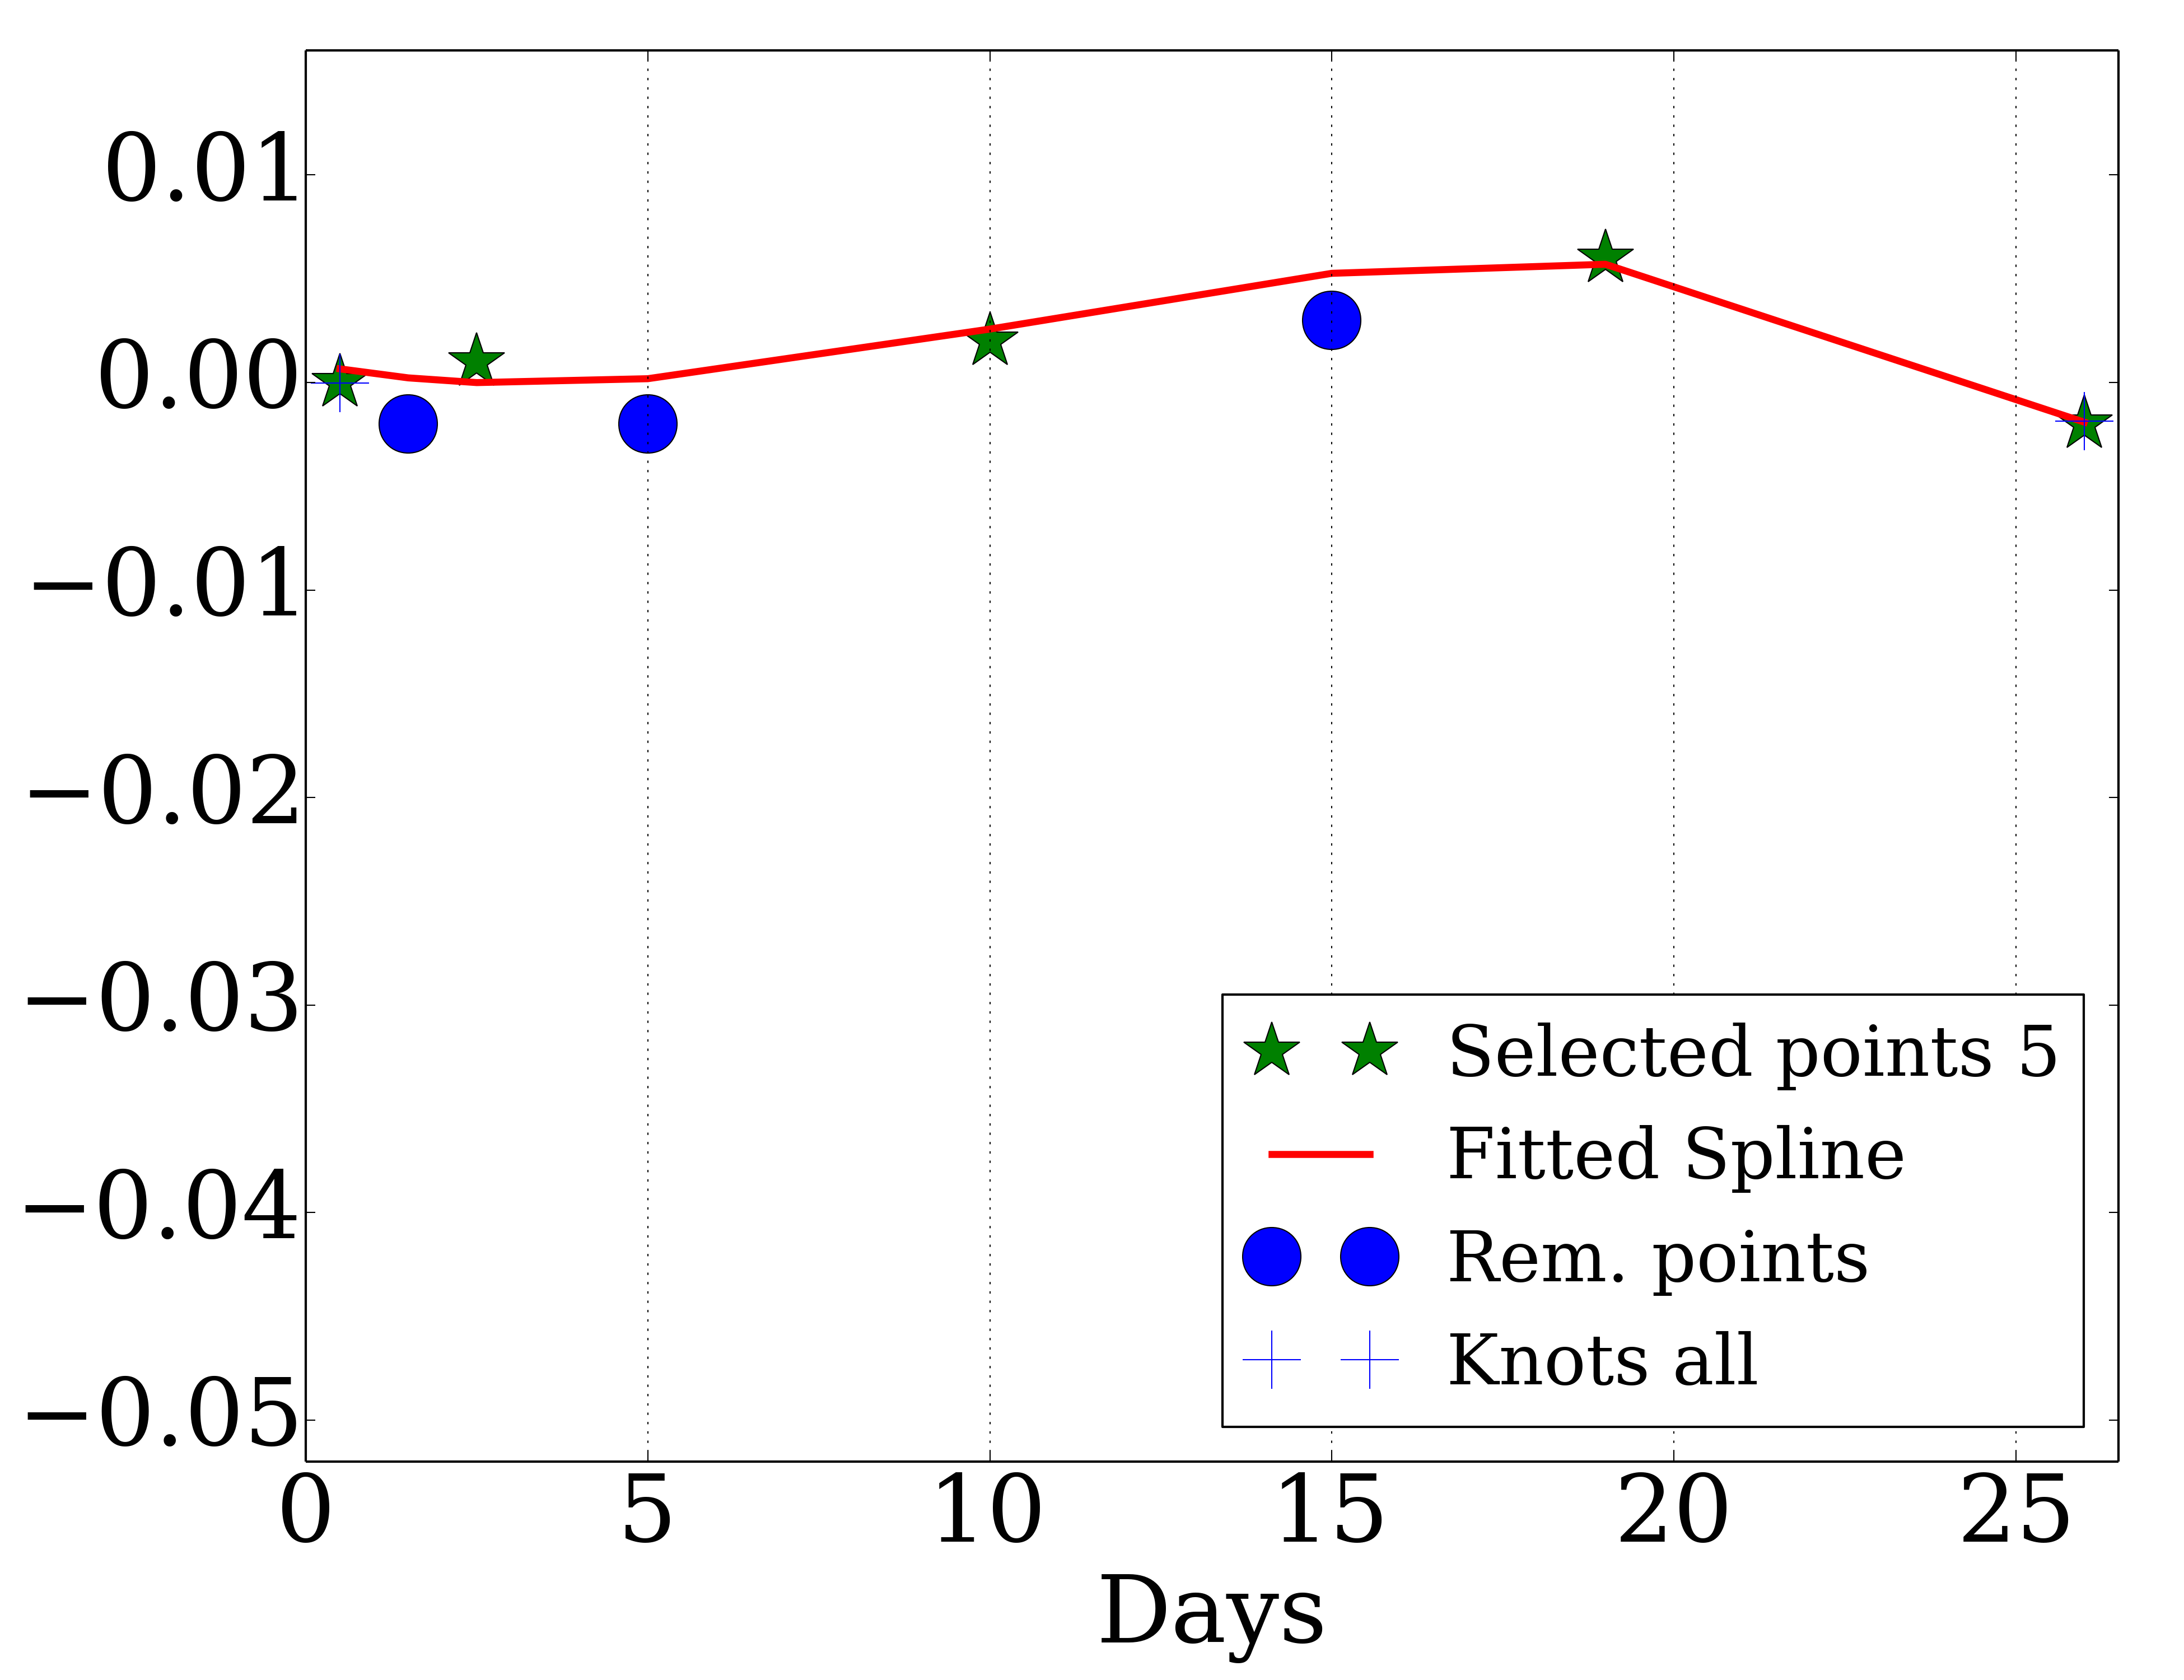 0.01
0.00
−0.01
−0.02
−0.03
−0.04
−0.05
Selected points 5
Fitted Spline
Rem. points
Knots all
0 5 10 15 20 25
Days